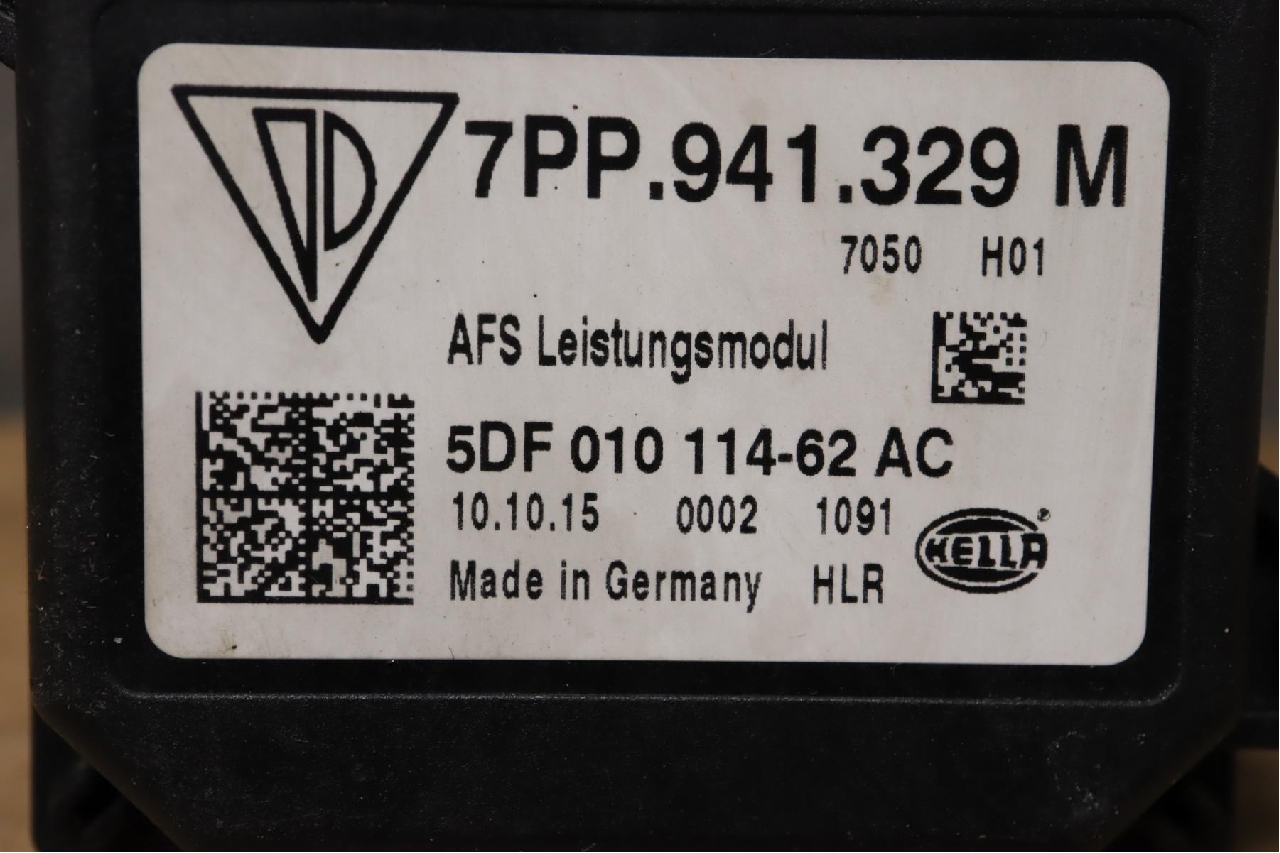 7PP.941.329 M
7050 H01
AFS Leistungsmodul
5DF 010 114-62 AC
10.10.15 0002 1091
HELLA®
Made in Germany HLR